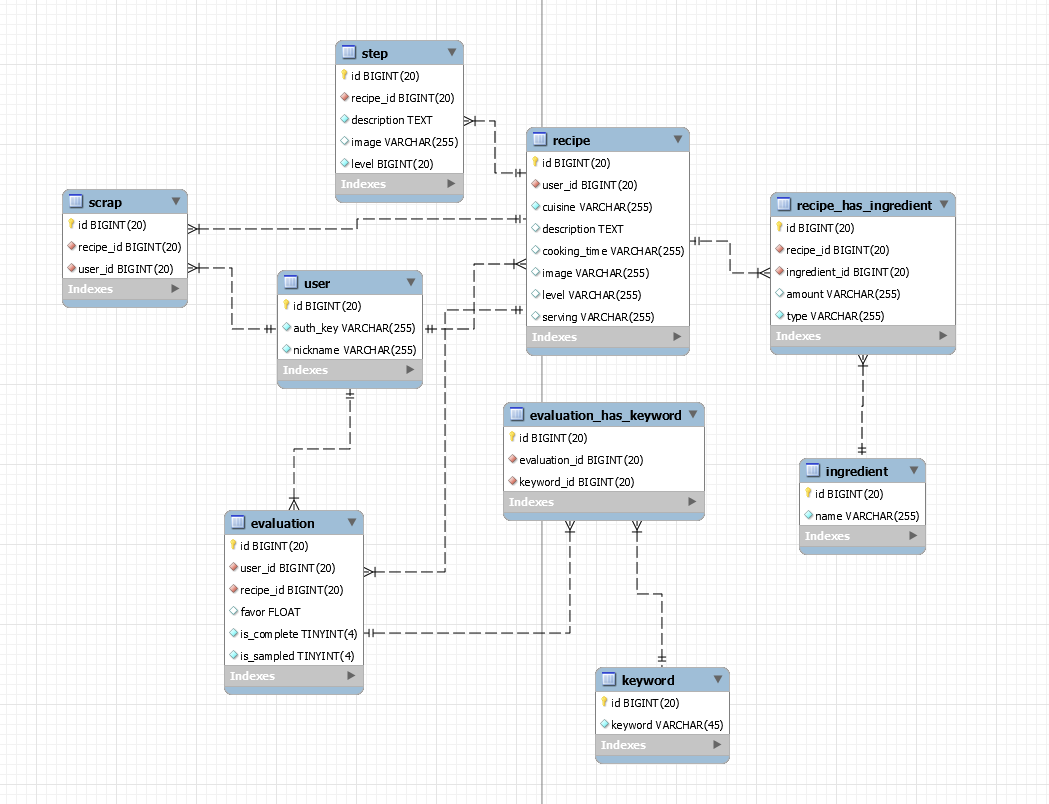 step
id BIGINT(20)
recipe_id BIGINT(20)
description TEXT
image VARCHAR(255)
level BIGINT(20)
Indexes
recipe
id BIGINT(20)
user_id BIGINT(20)
cuisine VARCHAR(255)
description TEXT
cooking_time VARCHAR(255)
image VARCHAR(255)
level VARCHAR(255)
serving VARCHAR(255)
Indexes
scrap
id BIGINT(20)
recipe_id BIGINT(20)
user_id BIGINT(20)
Indexes
recipe_has_ingredient
id BIGINT(20)
recipe_id BIGINT(20)
ingredient_id BIGINT(20)
amount VARCHAR(255)
type VARCHAR(255)
Indexes
user
id BIGINT(20)
auth_key VARCHAR(255)
nickname VARCHAR(255)
Indexes
evaluation_has_keyword
id BIGINT(20)
evaluation_id BIGINT(20)
keyword_id BIGINT(20)
Indexes
ingredient
id BIGINT(20)
name VARCHAR(255)
Indexes
evaluation
id BIGINT(20)
user_id BIGINT(20)
recipe_id BIGINT(20)
favor FLOAT
is_complete TINYINT(4)
is_sampled TINYINT(4)
Indexes
keyword
id BIGINT(20)
keyword VARCHAR(45)
Indexes